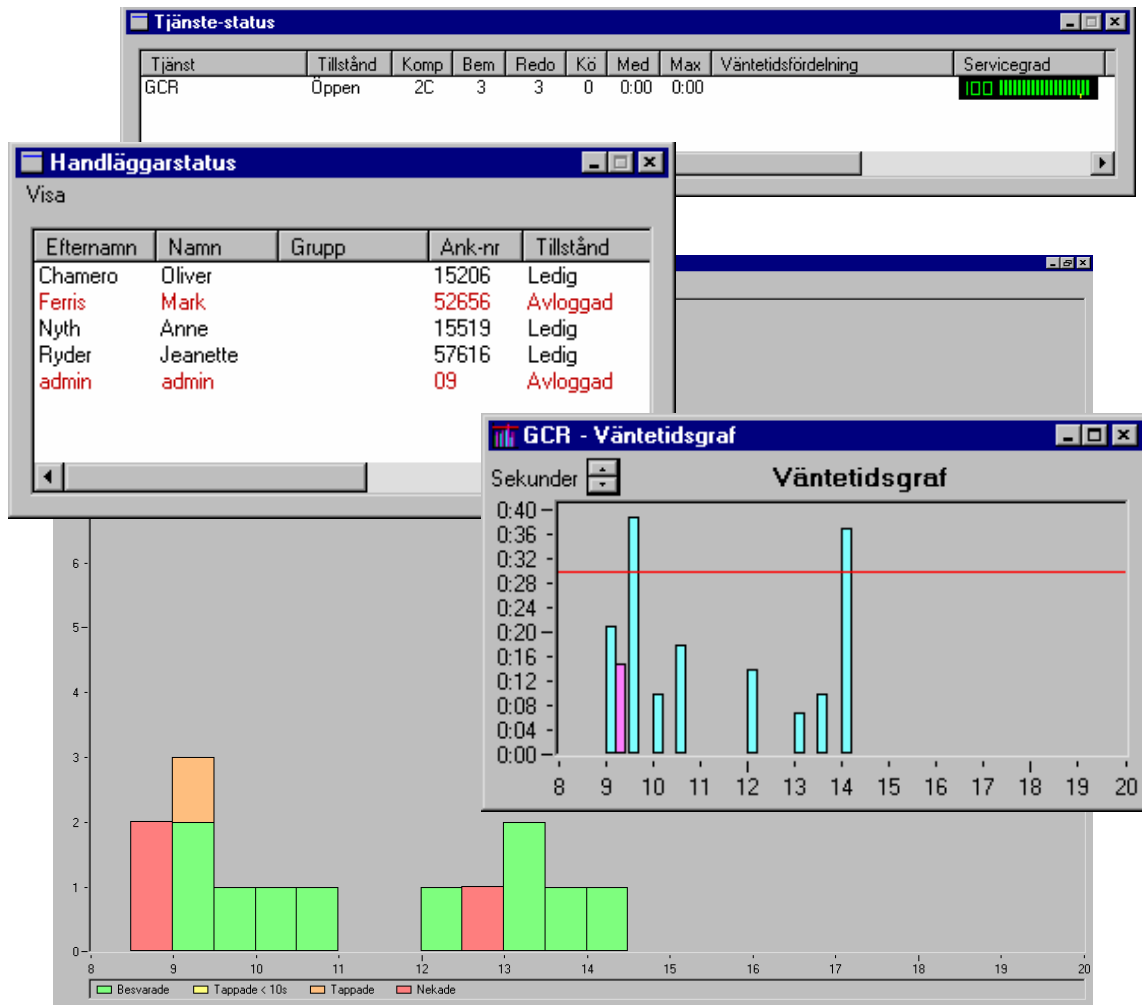 Tjänste-status
Tjänst Tillstånd Komp Bem Redo Kö Med Max Väntetidsfördelning Servicegrad
GCR Öppen 2C 3 3 0 0:00 0:00 100
Handläggarstatus
Visa
Efternamn Namn Grupp Ank-nr Tillstånd
Chamero Oliver 15206 Ledig
Ferris Mark 52656 Avloggad
Nyth Anne 15519 Ledig
Ryder Jeanette 57616 Ledig
admin admin 09 Avloggad
GCR - Väntetidsgraf
Sekunder Väntetidsgraf
0:40
0:36
0:32
0:28
0:24
0:20
0:16
0:12
0:08
0:04
0:00
8 9 10 11 12 13 14 15 16 17 18 19 20
6
5
4
3
2
1
0
8 9 10 11 12 13 14 15 16 17 18 19 20
Besvarade Tappade < 10s Tappade Nekade